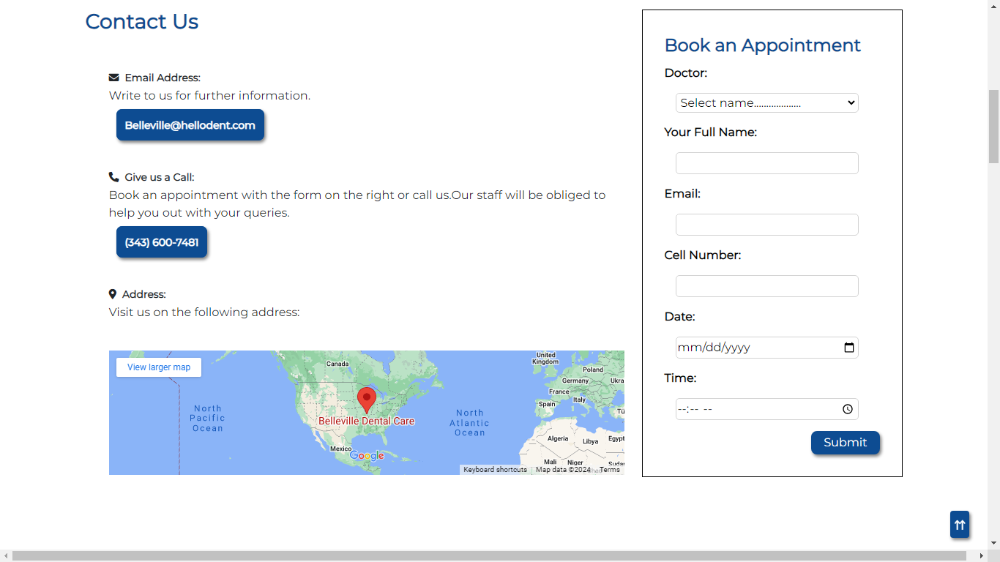 Contact Us
Email Address:
Write to us for further information.
Belleville@hellodent.com
Give us a Call:
Book an appointment with the form on the right or call us.Our staff will be obliged to
help you out with your queries.
(343) 600-7481
Address:
Visit us on the following address:
View larger map
Canada
North
Pacific
Ocean
Belleville Dental Care
Mexico
Google
North
Atlantic
Ocean
United
Kingdom
Poland
Germany
Ukra
France
Italy
Spain
Tü
Algeria
Libya
Egypt
Mali
Niger
Sudan
Chad
Keyboard shortcuts
Map data ©2024
Terms
Book an Appointment
Doctor:
Select name...................
Your Full Name:
Email:
Cell Number:
Date:
mm/dd/yyyy
Time:
--:-- --
Submit